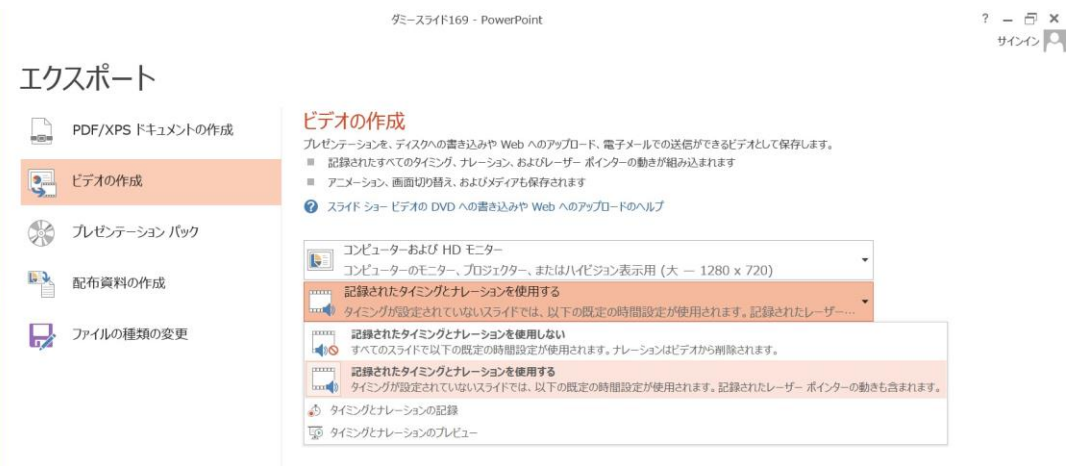 ダミースライド169 - PowerPoint
? – ×
サインイン
エクスポート
PDF/XPS ドキュメントの作成
ビデオの作成
プレゼンテーション パック
配布資料の作成
ファイルの種類の変更
ビデオの作成
プレゼンテーションを、ディスクへの書き込みや Web へのアップロード、電子メールでの送信ができるビデオとして保存します。
記録されたすべてのタイミング、ナレーション、およびレーザー ポインターの動きが組み込まれます
アニメーション、画面切り替え、およびメディアも保存されます
スライド ショー ビデオの DVD への書き込みや Web へのアップロードのヘルプ
コンピューターおよび HD モニター
コンピューターのモニター、プロジェクター、またはハイビジョン表示用 (大 — 1280 x 720)
記録されたタイミングとナレーションを使用する
タイミングが設定されていないスライドでは、以下の既定の時間設定が使用されます。記録されたレーザー…
記録されたタイミングとナレーションを使用しない
すべてのスライドで以下の既定の時間設定が使用されます。ナレーションはビデオから削除されます。
記録されたタイミングとナレーションを使用する
タイミングが設定されていないスライドでは、以下の既定の時間設定が使用されます。記録されたレーザー ポインターの動きも含まれます。
タイミングとナレーションの記録
タイミングとナレーションのプレビュー